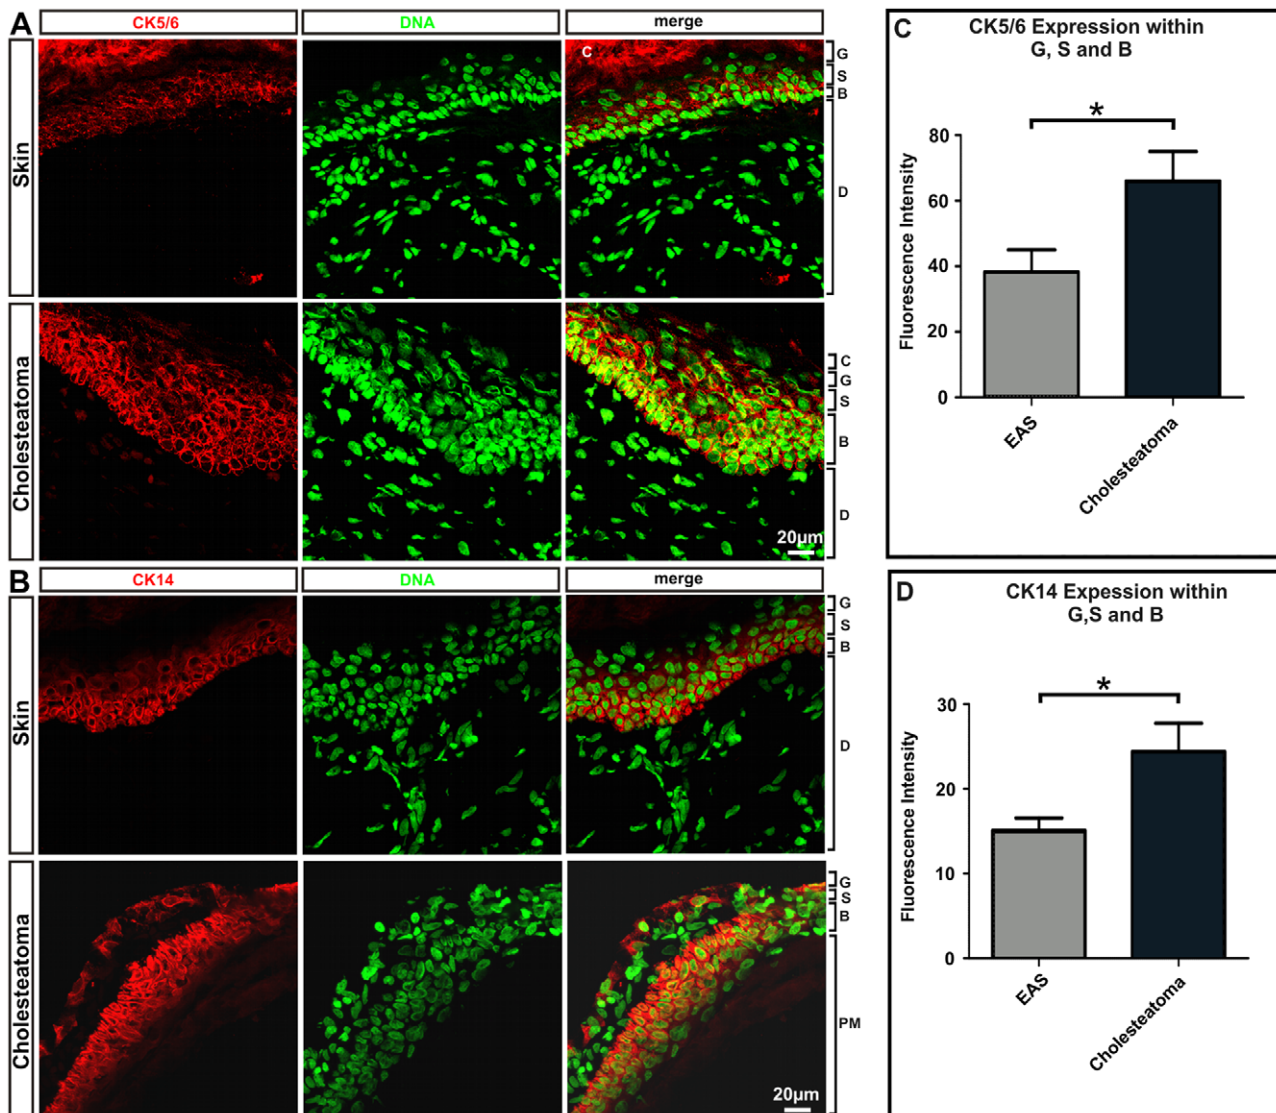 A
CK5/6
DNA
merge
Skin
C
G
S
B
D
Cholesteatoma
C
G
S
B
D
20µm
B
CK14
DNA
merge
Skin
G
S
B
D
Cholesteatoma
G
S
B
PM
20µm
C
CK5/6 Expression within
G, S and B
*
Fluorescence Intensity
80
60
40
20
0
EAS
Cholesteatoma
D
CK14 Expession within
G,S and B
*
Fluorescence Intensity
30
20
10
0
EAS
Cholesteatoma